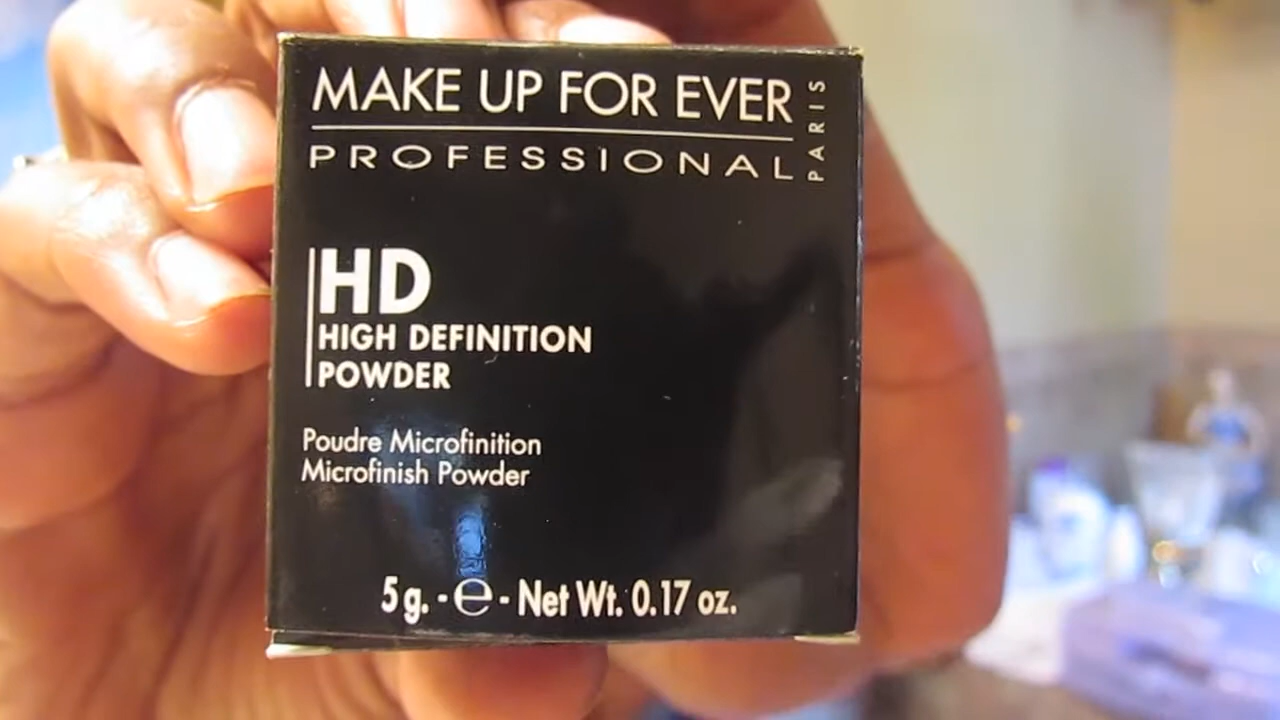 MAKE UP FOR EVER
PROFESSIONAL
PARIS
HD
HIGH DEFINITION
POWDER
Poudre Microfinition
Microfinish Powder
5 g. - ℮ - Net Wt. 0.17 oz.